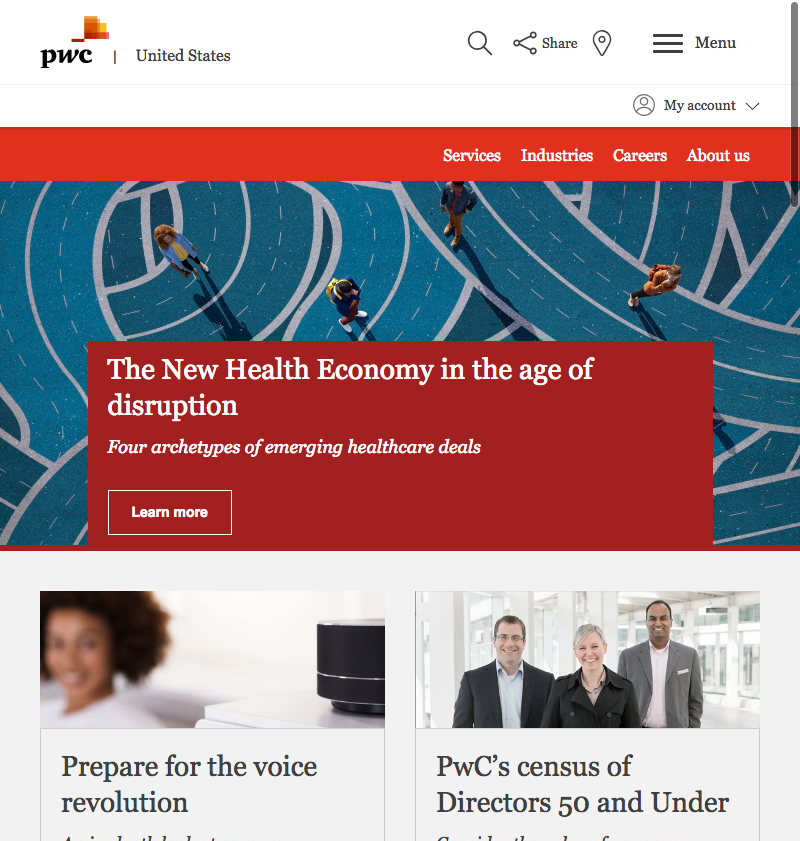 pwc | United States
Share
Menu
My account
Services Industries Careers About us
The New Health Economy in the age of
disruption
Four archetypes of emerging healthcare deals
Learn more
Prepare for the voice
revolution
PwC’s census of
Directors 50 and Under